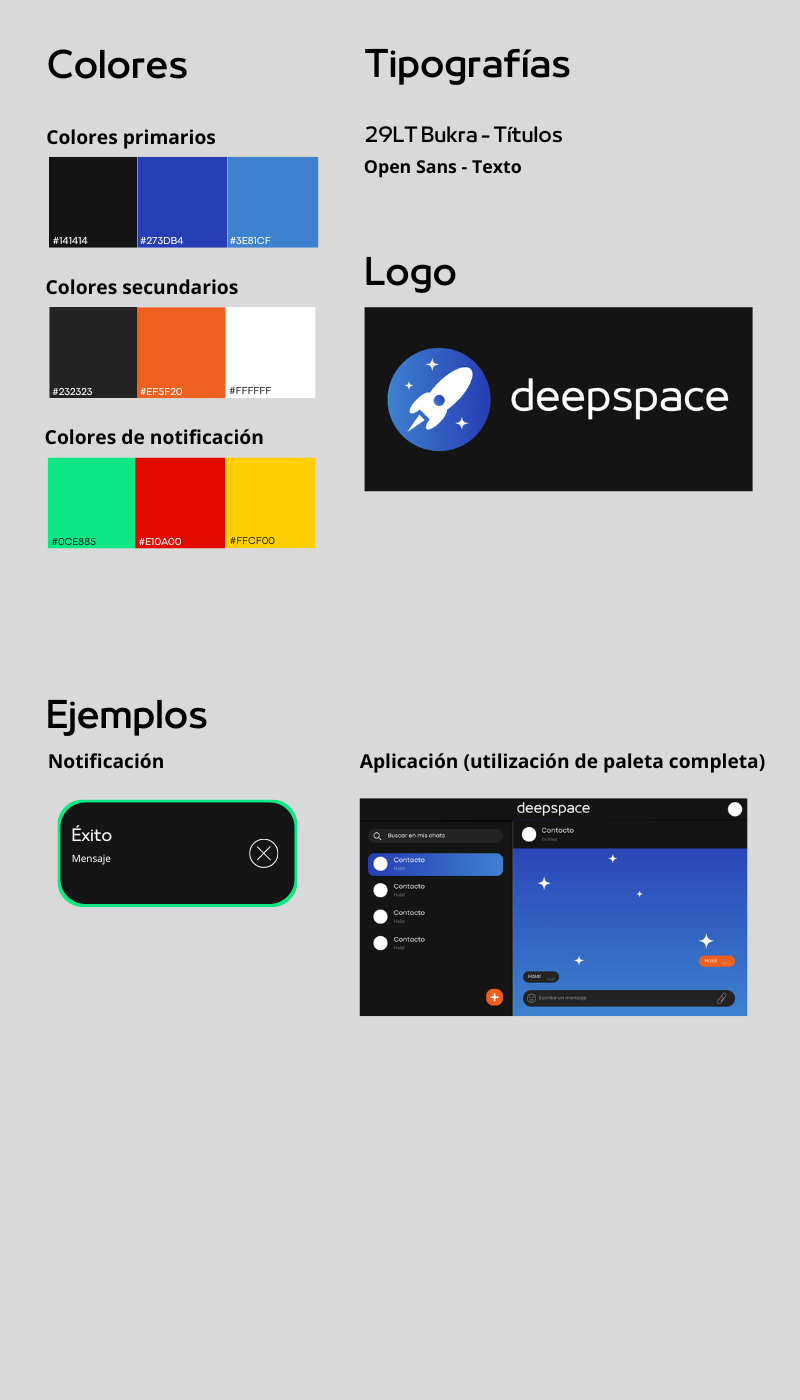 Colores
Colores primarios
#141414
#273DB4
#3E81CF
Colores secundarios
#232323
#EF5F20
#FFFFFF
Colores de notificación
#0CE885
#E10A00
#FFCF00
Tipografías
29LT Bukra - Títulos
Open Sans - Texto
Logo
deepspace
Ejemplos
Notificación
Éxito
Mensaje
Aplicación (utilización de paleta completa)
deepspace
Buscar en mis chats
Contacto
Hola!
Contacto
Hola!
Contacto
Hola!
Contacto
Hola!
Contacto
En línea
Hola!
Hola!
Escriba un mensaje